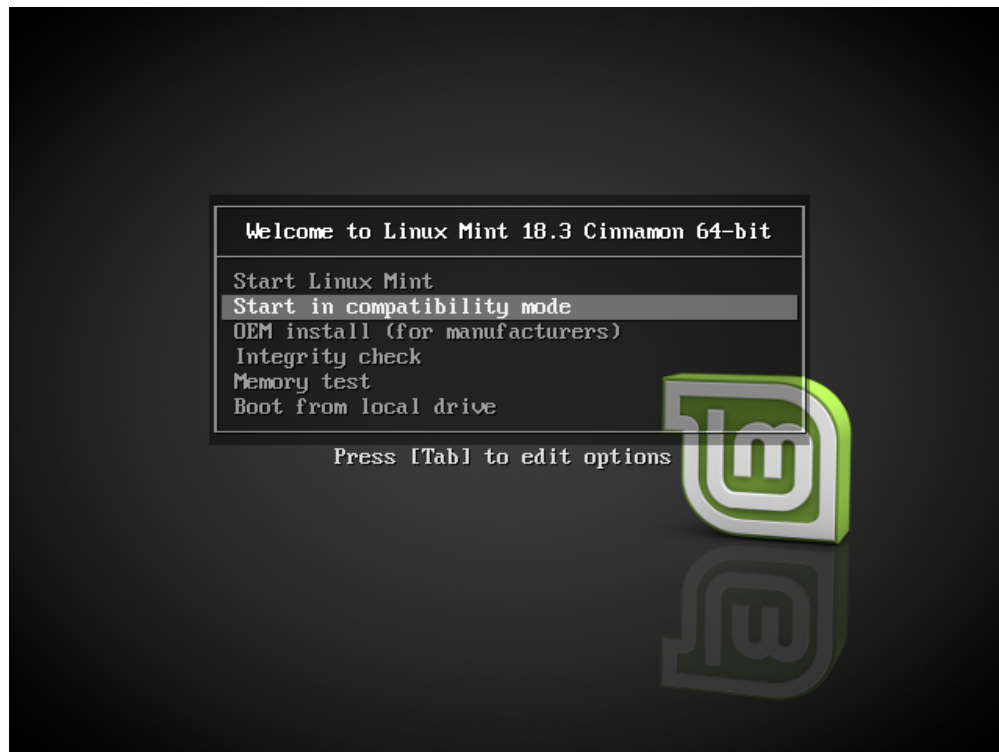 Welcome to Linux Mint 18.3 Cinnamon 64-bit
Start Linux Mint
Start in compatibility mode
OEM install (for manufacturers)
Integrity check
Memory test
Boot from local drive
Press [Tab] to edit options